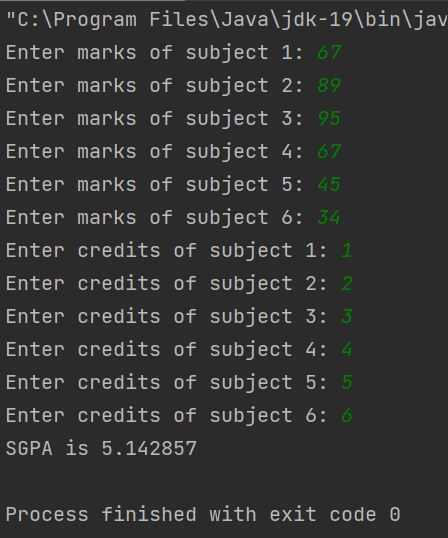 "C:\Program Files\Java\jdk-19\bin\jav
Enter marks of subject 1: 67
Enter marks of subject 2: 89
Enter marks of subject 3: 95
Enter marks of subject 4: 67
Enter marks of subject 5: 45
Enter marks of subject 6: 34
Enter credits of subject 1: 1
Enter credits of subject 2: 2
Enter credits of subject 3: 3
Enter credits of subject 4: 4
Enter credits of subject 5: 5
Enter credits of subject 6: 6
SGPA is 5.142857
Process finished with exit code 0